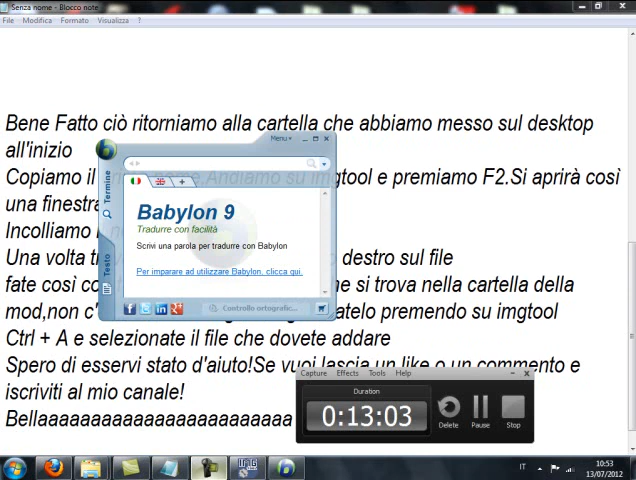 Senza nome - Blocco note
File Modifica Formato Visualizza ?
Bene Fatto ciò ritorniamo alla cartella che abbiamo messo sul desktop
all'inizio
Copiamo il nome.Andiamo su imgtool e premiamo F2.Si aprirà così
una finestra
Incolliamo
Una volta destro sul file
fate così co che si trova nella cartella della
mod,non c' atelo premendo su imgtool
Ctrl + A e selezionate il file che dovete addare
Spero di esservi stato d'aiuto!Se vuoi lascia un like o un commento e
iscriviti al mio canale!
Bellaaaaaaaaaaaaaaaaaaaaaaaa
Menu
Termine
Testo
Babylon 9
Tradurre con facilità
Scrivi una parola per tradurre con Babylon
Per imparare ad utilizzare Babylon, clicca qui.
Controllo ortografic...
Capture Effects Tools Help
Duration
0:13:03
Delete Pause Stop
IT
10:53
13/07/2012